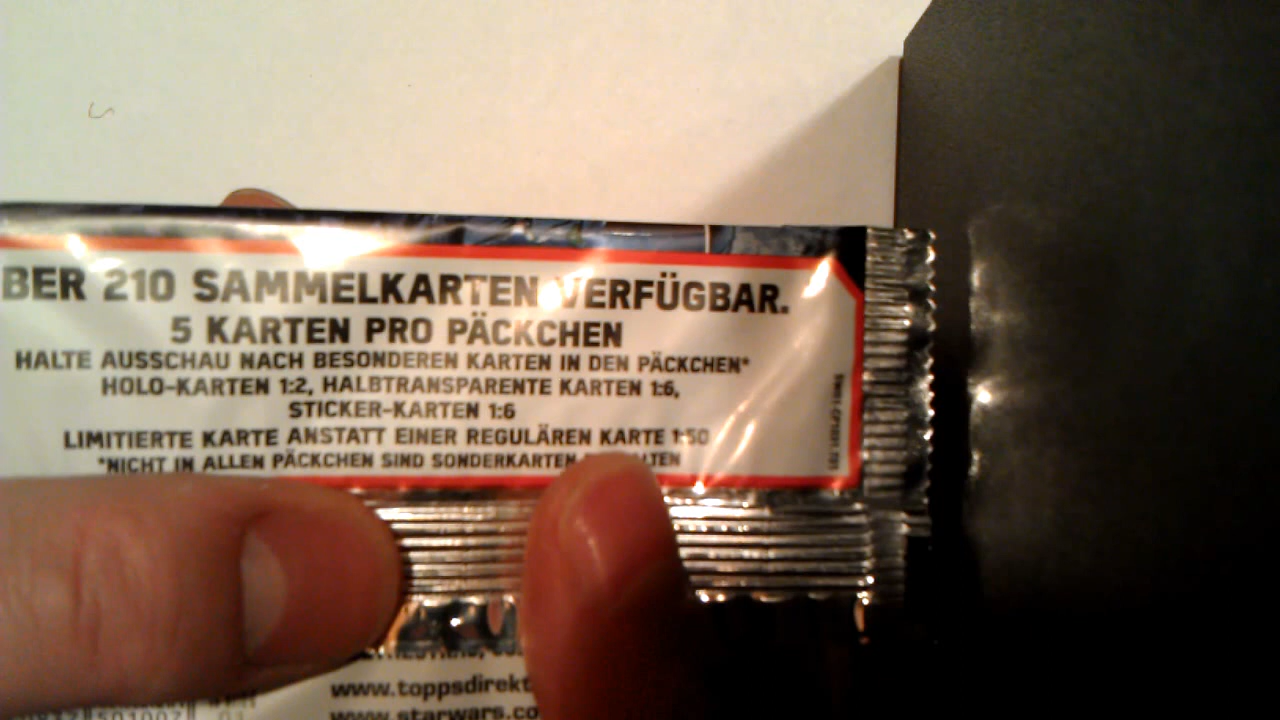 BER 210 SAMMELKARTEN VERFÜGBAR.
5 KARTEN PRO PÄCKCHEN
HALTE AUSSCHAU NACH BESONDEREN KARTEN IN DEN PÄCKCHEN*
HOLO-KARTEN 1:2, HALBTRANSPARENTE KARTEN 1:6,
STICKER-KARTEN 1:6
LIMITIERTE KARTE ANSTATT EINER REGULÄREN KARTE 1:50
*NICHT IN ALLEN PÄCKCHEN SIND SONDERKARTEN
www.toppsdirekt
www.starwars.co